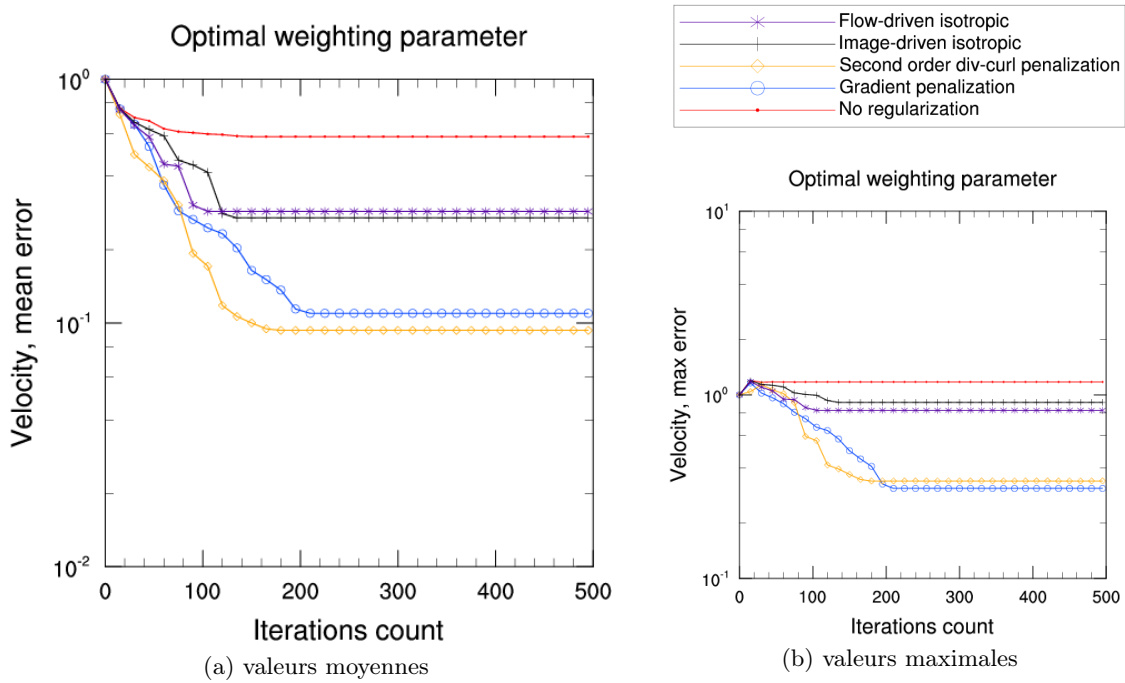 Optimal weighting parameter
10^0
10^-1
10^-2
Velocity, mean error
0 100 200 300 400 500
Iterations count
(a) valeurs moyennes
Flow-driven isotropic
Image-driven isotropic
Second order div-curl penalization
Gradient penalization
No regularization
Optimal weighting parameter
10^1
10^0
10^-1
Velocity, max error
0 100 200 300 400 500
Iterations count
(b) valeurs maximales